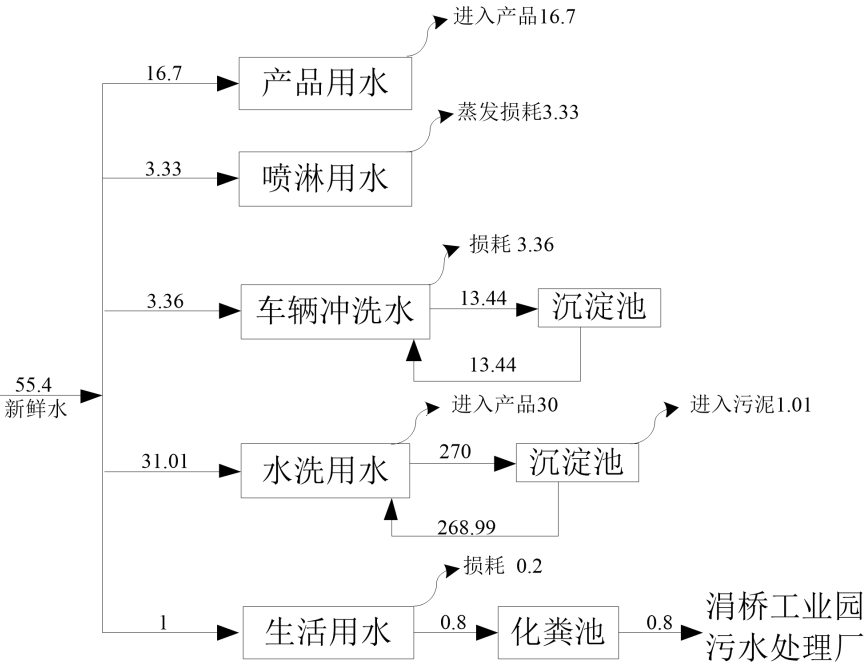 进入产品16.7
16.7
产品用水
蒸发损耗3.33
3.33
喷淋用水
损耗 3.36
3.36
车辆冲洗水
13.44
沉淀池
13.44
55.4
新鲜水
进入产品30
进入污泥1.01
31.01
水洗用水
270
沉淀池
268.99
损耗 0.2
1
生活用水
0.8
化粪池
0.8
涓桥工业园
污水处理厂